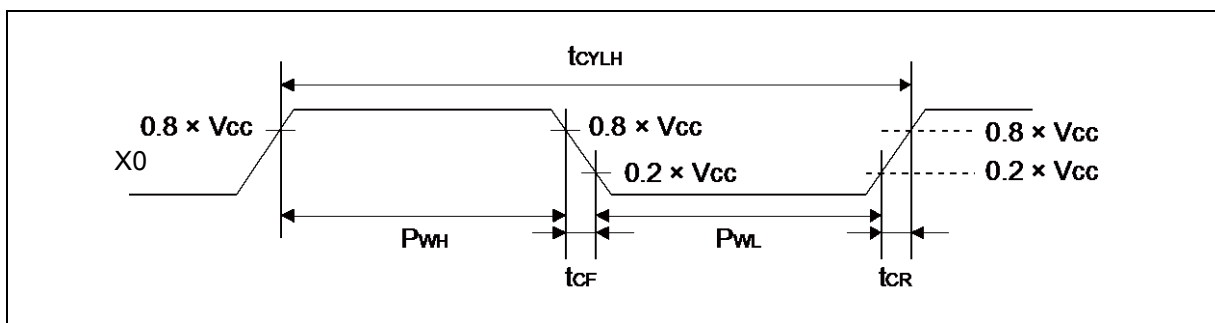 tCYLH
0.8 × VCC
0.8 × VCC
0.8 × VCC
X0
0.2 × VCC
0.2 × VCC
PWH
PWL
tCF
tCR